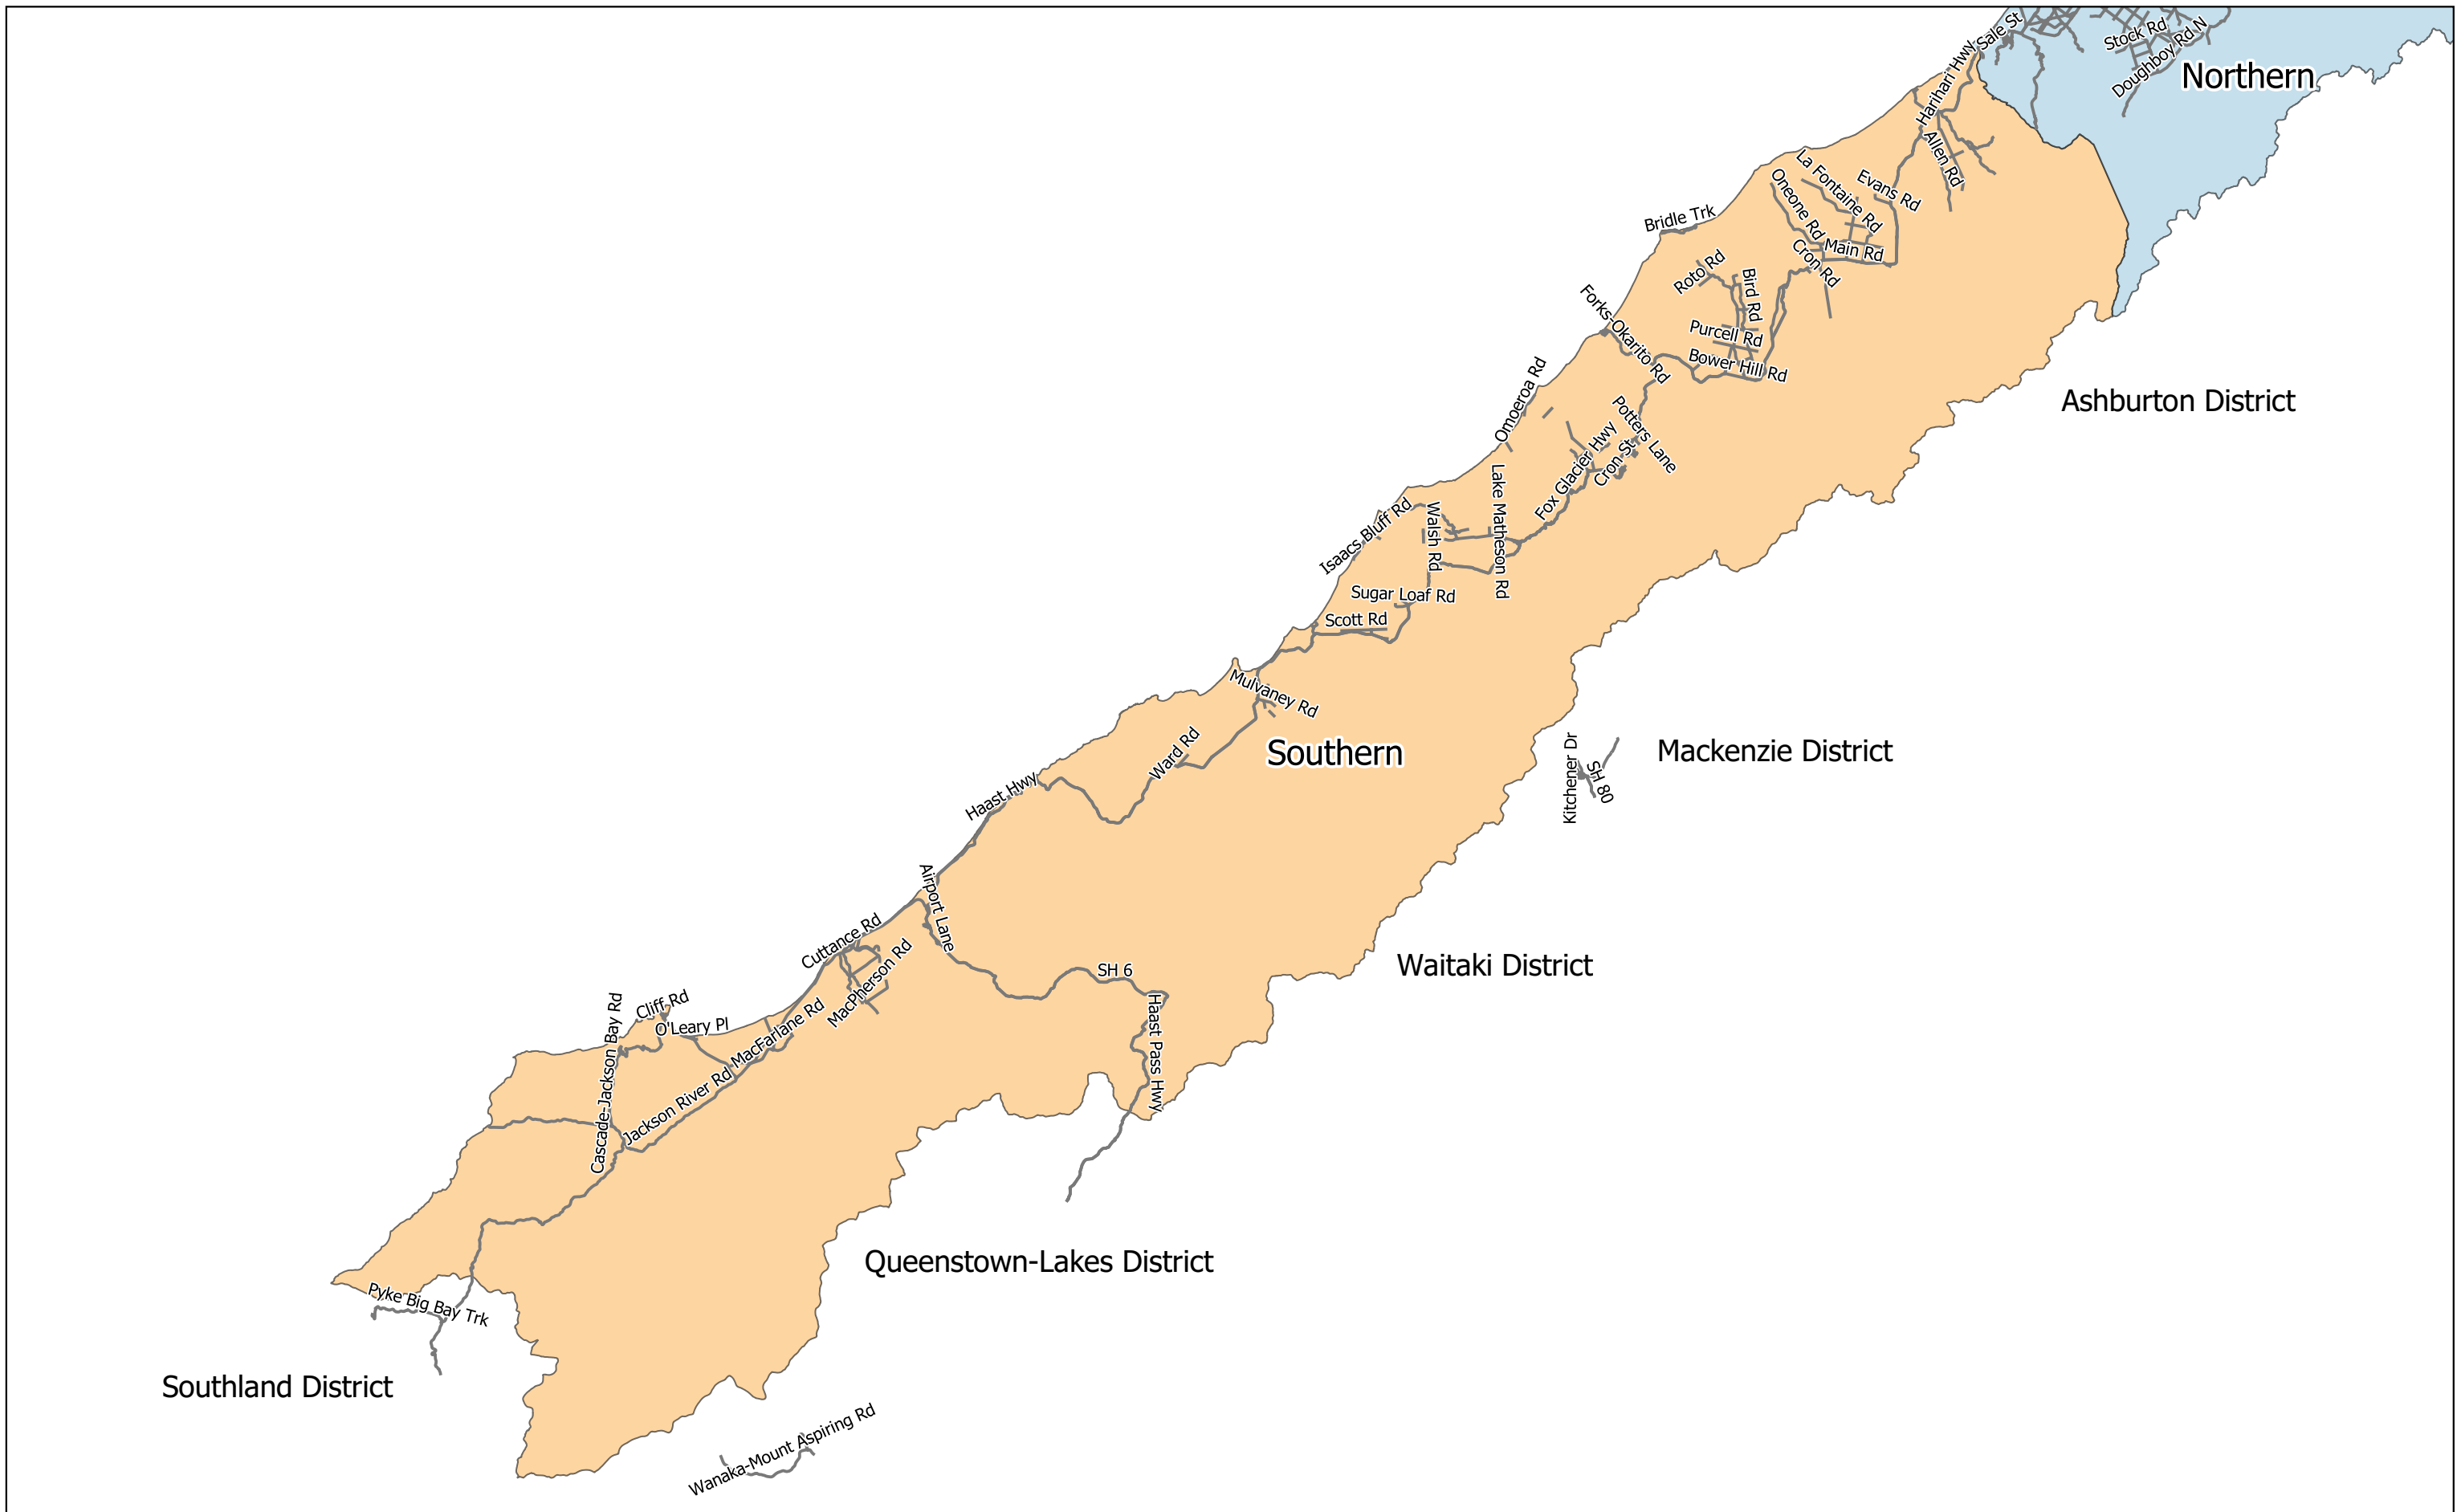 Sale St
Stock Rd
Doughboy Rd N
Northern
Harihari Hwy
Allen Rd
La Fontaine Rd
Evans Rd
Oneone Rd
Bridle Trk
Main Rd
Cron Rd
Roto Rd
Bird Rd
Forks-Okarito Rd
Purcell Rd
Bower Hill Rd
Ashburton District
Omoeroa Rd
Potters Lane
Fox Glacier Hwy
Cron St
Lake Matheson Rd
Walsh Rd
Isaacs Bluff Rd
Sugar Loaf Rd
Scott Rd
Mulvaney Rd
Ward Rd
Southern
Kitchener Dr
SH 80
Mackenzie District
Haast Hwy
Airport Lane
Cuttance Rd
MacPherson Rd
Waitaki District
SH 6
Haast Pass Hwy
Cliff Rd
O'Leary Pl
MacFarlane Rd
Cascade-Jackson Bay Rd
Jackson River Rd
Queenstown-Lakes District
Pyke Big Bay Trk
Southland District
Wanaka-Mount Aspiring Rd